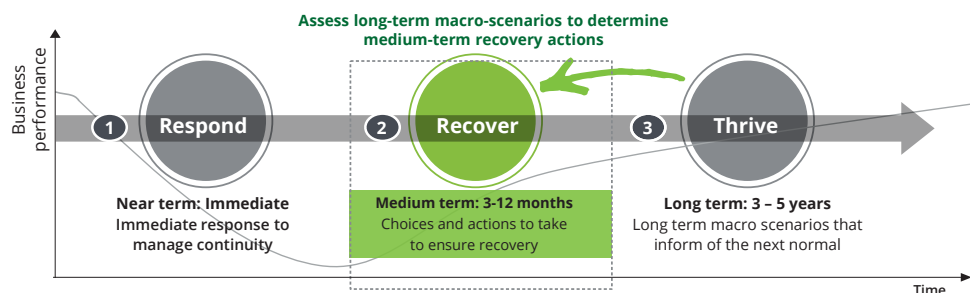 Assess long-term macro-scenarios to determine
medium-term recovery actions
Business
performance
1
Respond
2
Recover
3
Thrive
Near term: Immediate
Immediate response to
manage continuity
Medium term: 3-12 months
Choices and actions to take
to ensure recovery
Long term: 3 – 5 years
Long term macro scenarios that
inform of the next normal
Time